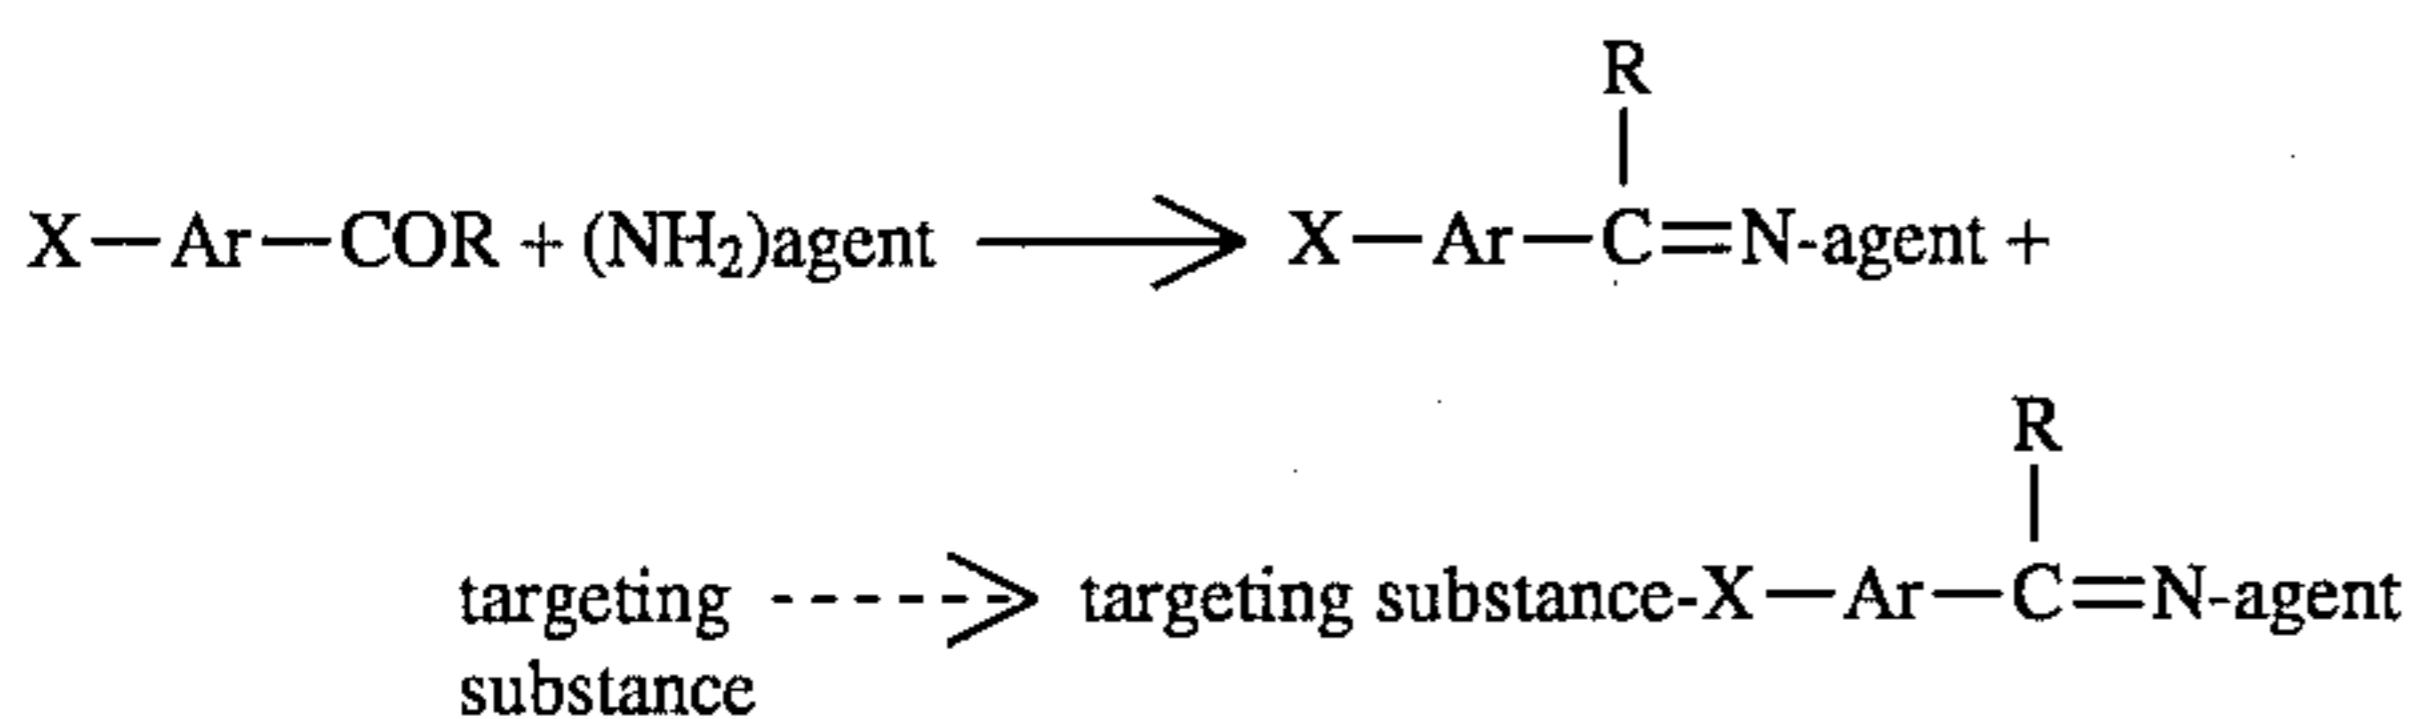 R
X—Ar—COR + (NH₂)agent ⟶ X—Ar—C=N-agent +
R
targeting ----> targeting substance-X—Ar—C=N-agent
substance